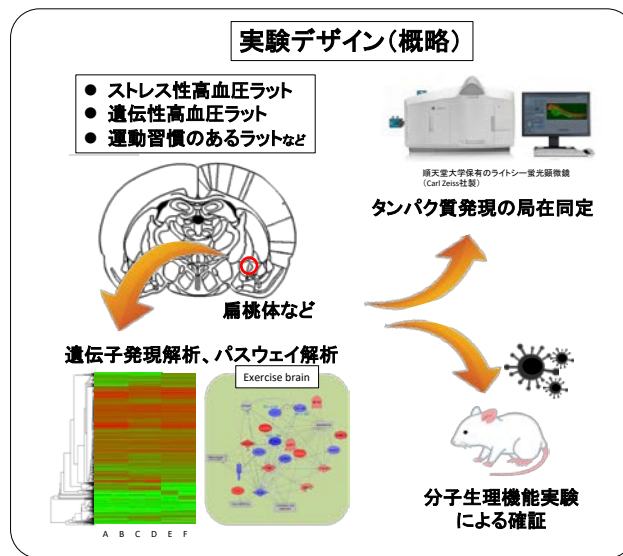 実験デザイン（概略）
● ストレス性高血圧ラット
● 遺伝性高血圧ラット
● 運動習慣のあるラットなど
順天堂大学保有のライトシー蛍光顕微鏡
（Carl Zeiss社製）
タンパク質発現の局在同定
扁桃体など
遺伝子発現解析、パスウェイ解析
Exercise brain
A B C D E F
分子生理機能実験
による確証